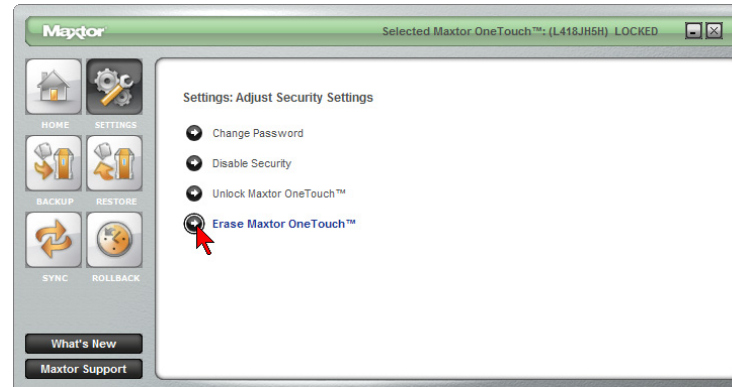 Maxtor
Selected Maxtor OneTouch™: (L418JH5H) LOCKED
HOME SETTINGS
BACKUP RESTORE
SYNC ROLLBACK
What's New
Maxtor Support
Settings: Adjust Security Settings
Change Password
Disable Security
Unlock Maxtor OneTouch™
Erase Maxtor OneTouch™